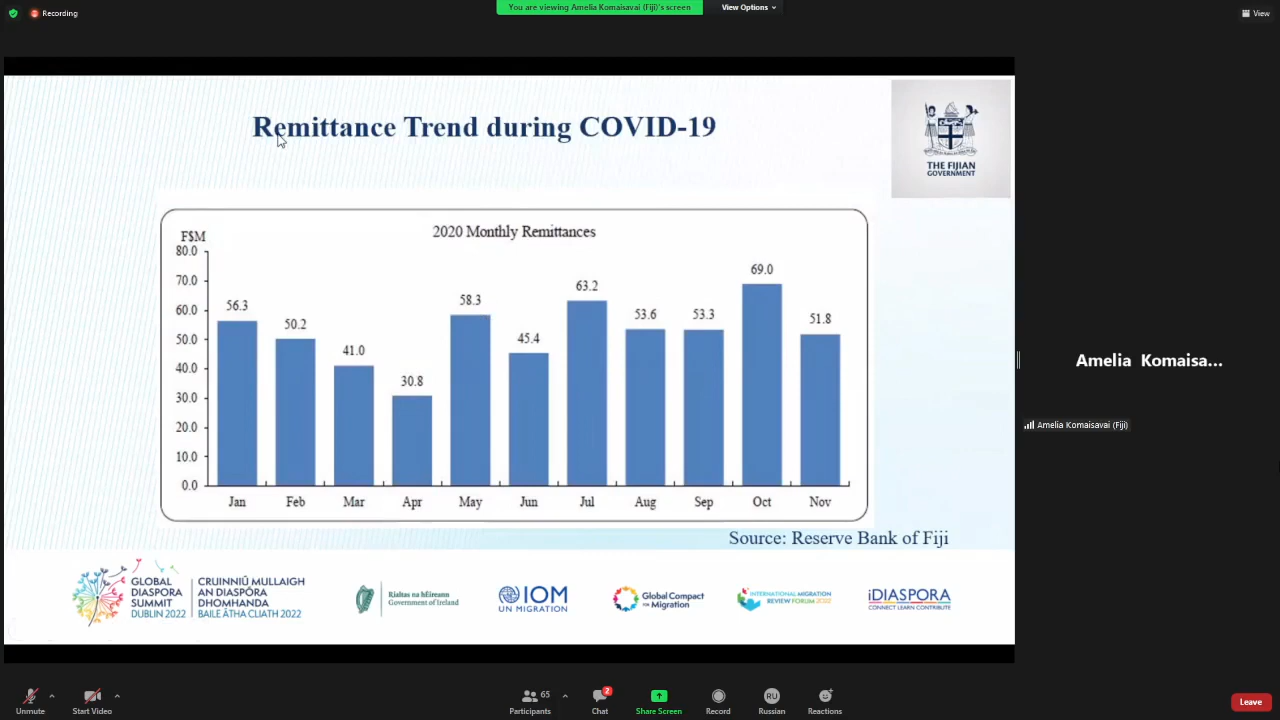 Recording
You are viewing Amelia Komaisavai (Fiji)'s screen
View Options
View
Remittance Trend during COVID-19
THE FIJIAN
GOVERNMENT
F$M
2020 Monthly Remittances
80.0
70.0
60.0
50.0
40.0
30.0
20.0
10.0
0.0
56.3
50.2
41.0
30.8
58.3
45.4
63.2
53.6
53.3
69.0
51.8
Jan Feb Mar Apr May Jun Jul Aug Sep Oct Nov
Source: Reserve Bank of Fiji
Amelia Komaisa...
Amelia Komaisavai (Fiji)
GLOBAL
DIASPORA
SUMMIT
DUBLIN 2022
CRUINNIÚ MULLAIGH
AN DIASPÓRA
DHOMHANDA
BAILE ÁTHA CLIATH 2022
Rialtas na hÉireann
Government of Ireland
IOM
UN MIGRATION
Global Compact
for Migration
INTERNATIONAL MIGRATION
REVIEW FORUM 2022
iDIASPORA
CONNECT LEARN CONTRIBUTE
Unmute
Start Video
65
Participants
2
Chat
Share Screen
Record
RU
Russian
Reactions
Leave